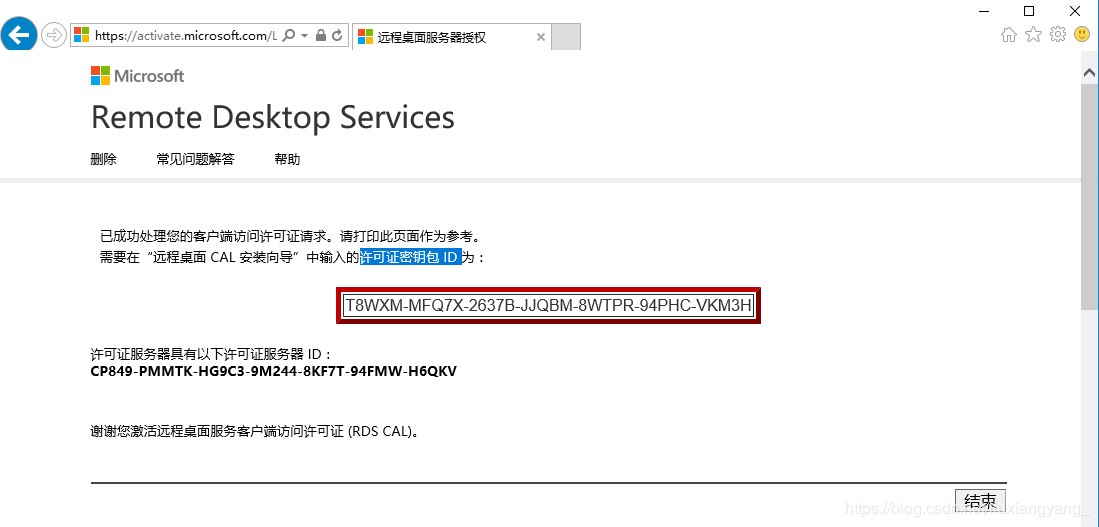 https://activate.microsoft.com/L
远程桌面服务器授权
Microsoft
Remote Desktop Services
删除 常见问题解答 帮助
已成功处理您的客户端访问许可证请求。请打印此页面作为参考。
需要在“远程桌面 CAL 安装向导”中输入的许可证密钥包 ID 为：
T8WXM-MFQ7X-2637B-JJQBM-8WTPR-94PHC-VKM3H
许可证服务器具有以下许可证服务器 ID：
CP849-PMMTK-HG9C3-9M244-8KF7T-94FMW-H6QKV
谢谢您激活远程桌面服务客户端访问许可证 (RDS CAL)。
结束